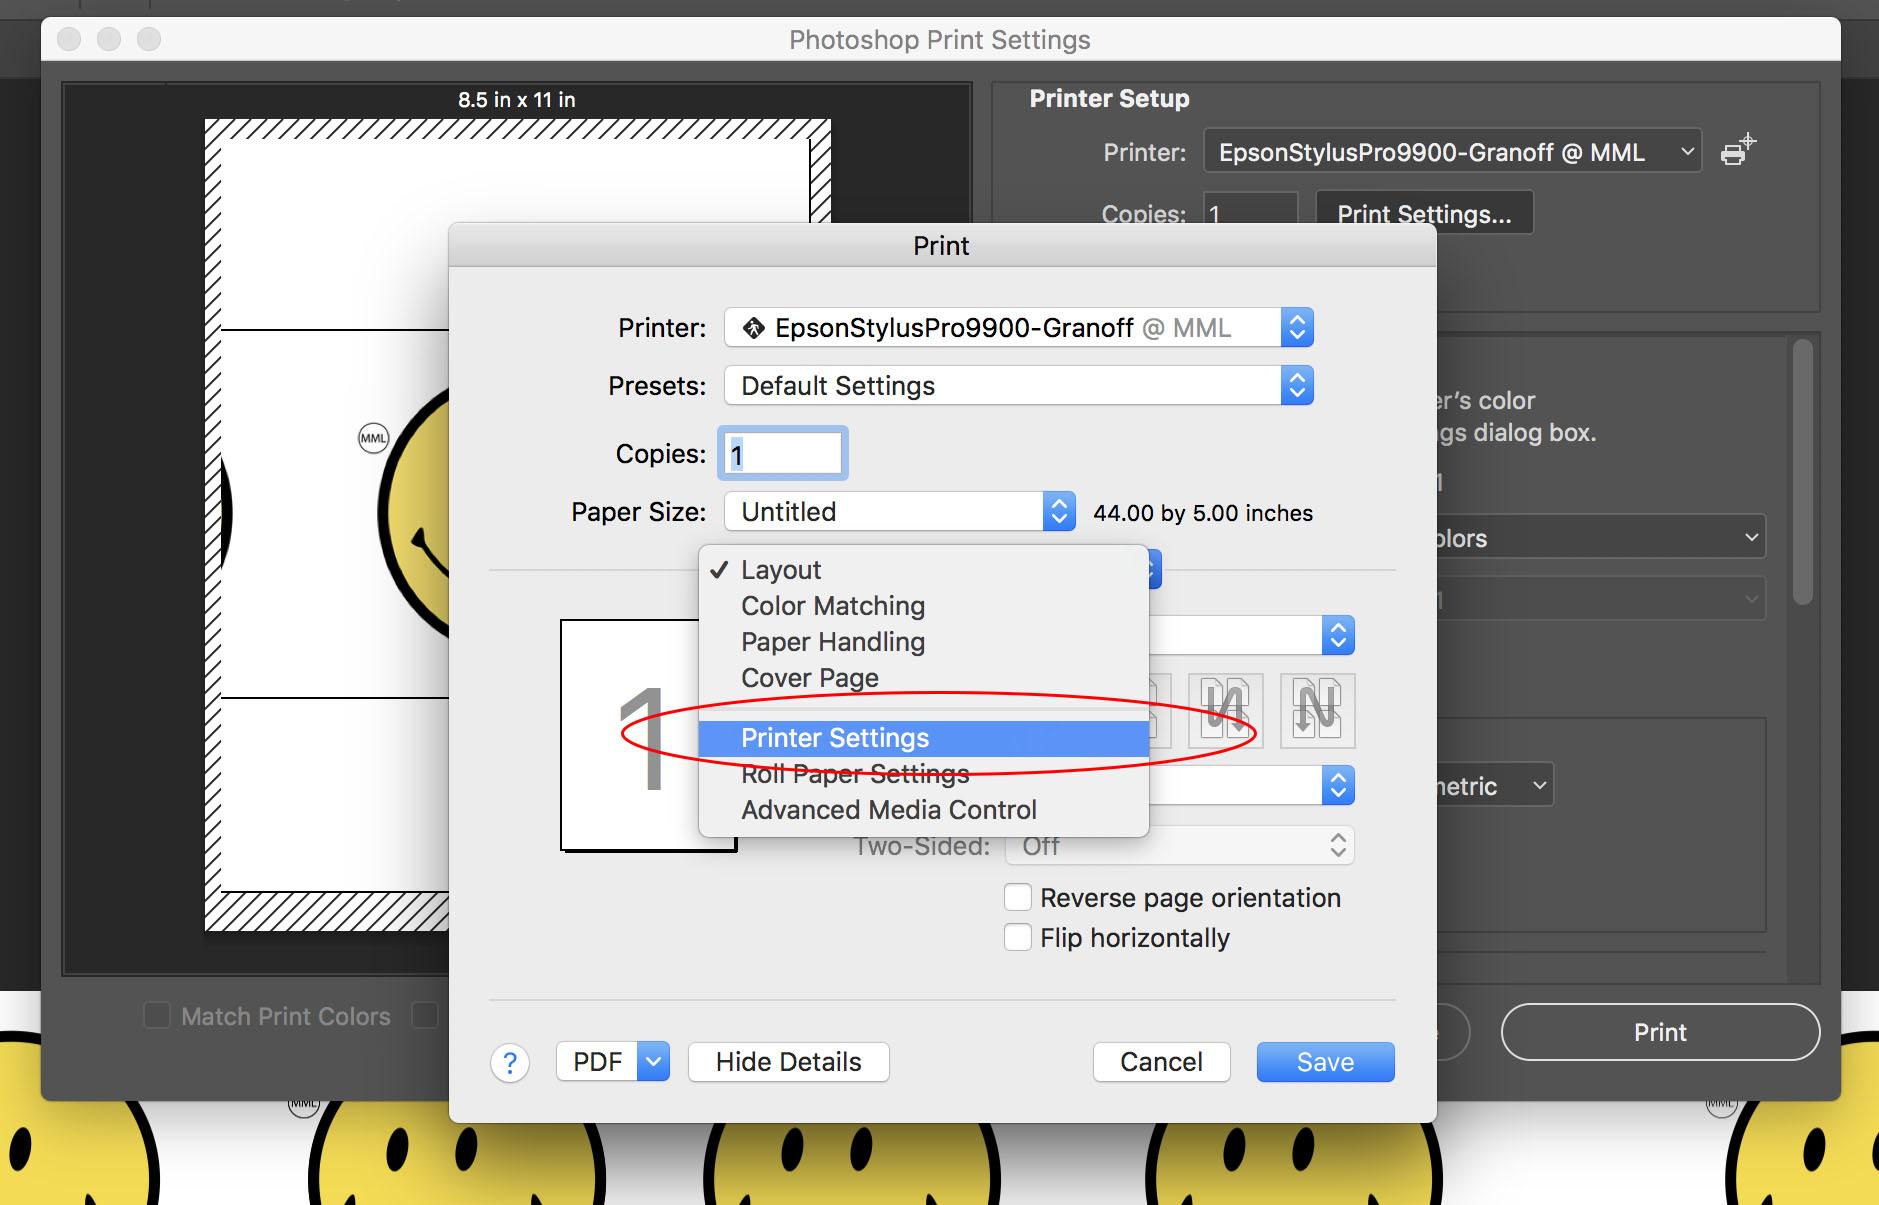 Photoshop Print Settings
8.5 in x 11 in
Printer Setup
Printer: EpsonStylusPro9900-Granoff @ MML
Copies: 1 Print Settings...
Print
Printer: EpsonStylusPro9900-Granoff @ MML
Presets: Default Settings
er's color
gs dialog box.
MML
Copies: 1
Paper Size: Untitled 44.00 by 5.00 inches
olors
✓ Layout
Color Matching
Paper Handling
Cover Page
1
Printer Settings
Roll Paper Settings
Advanced Media Control
etric
Two-Sided: Off
Reverse page orientation
Flip horizontally
Match Print Colors
? PDF Hide Details Cancel Save
Print
MML
MML